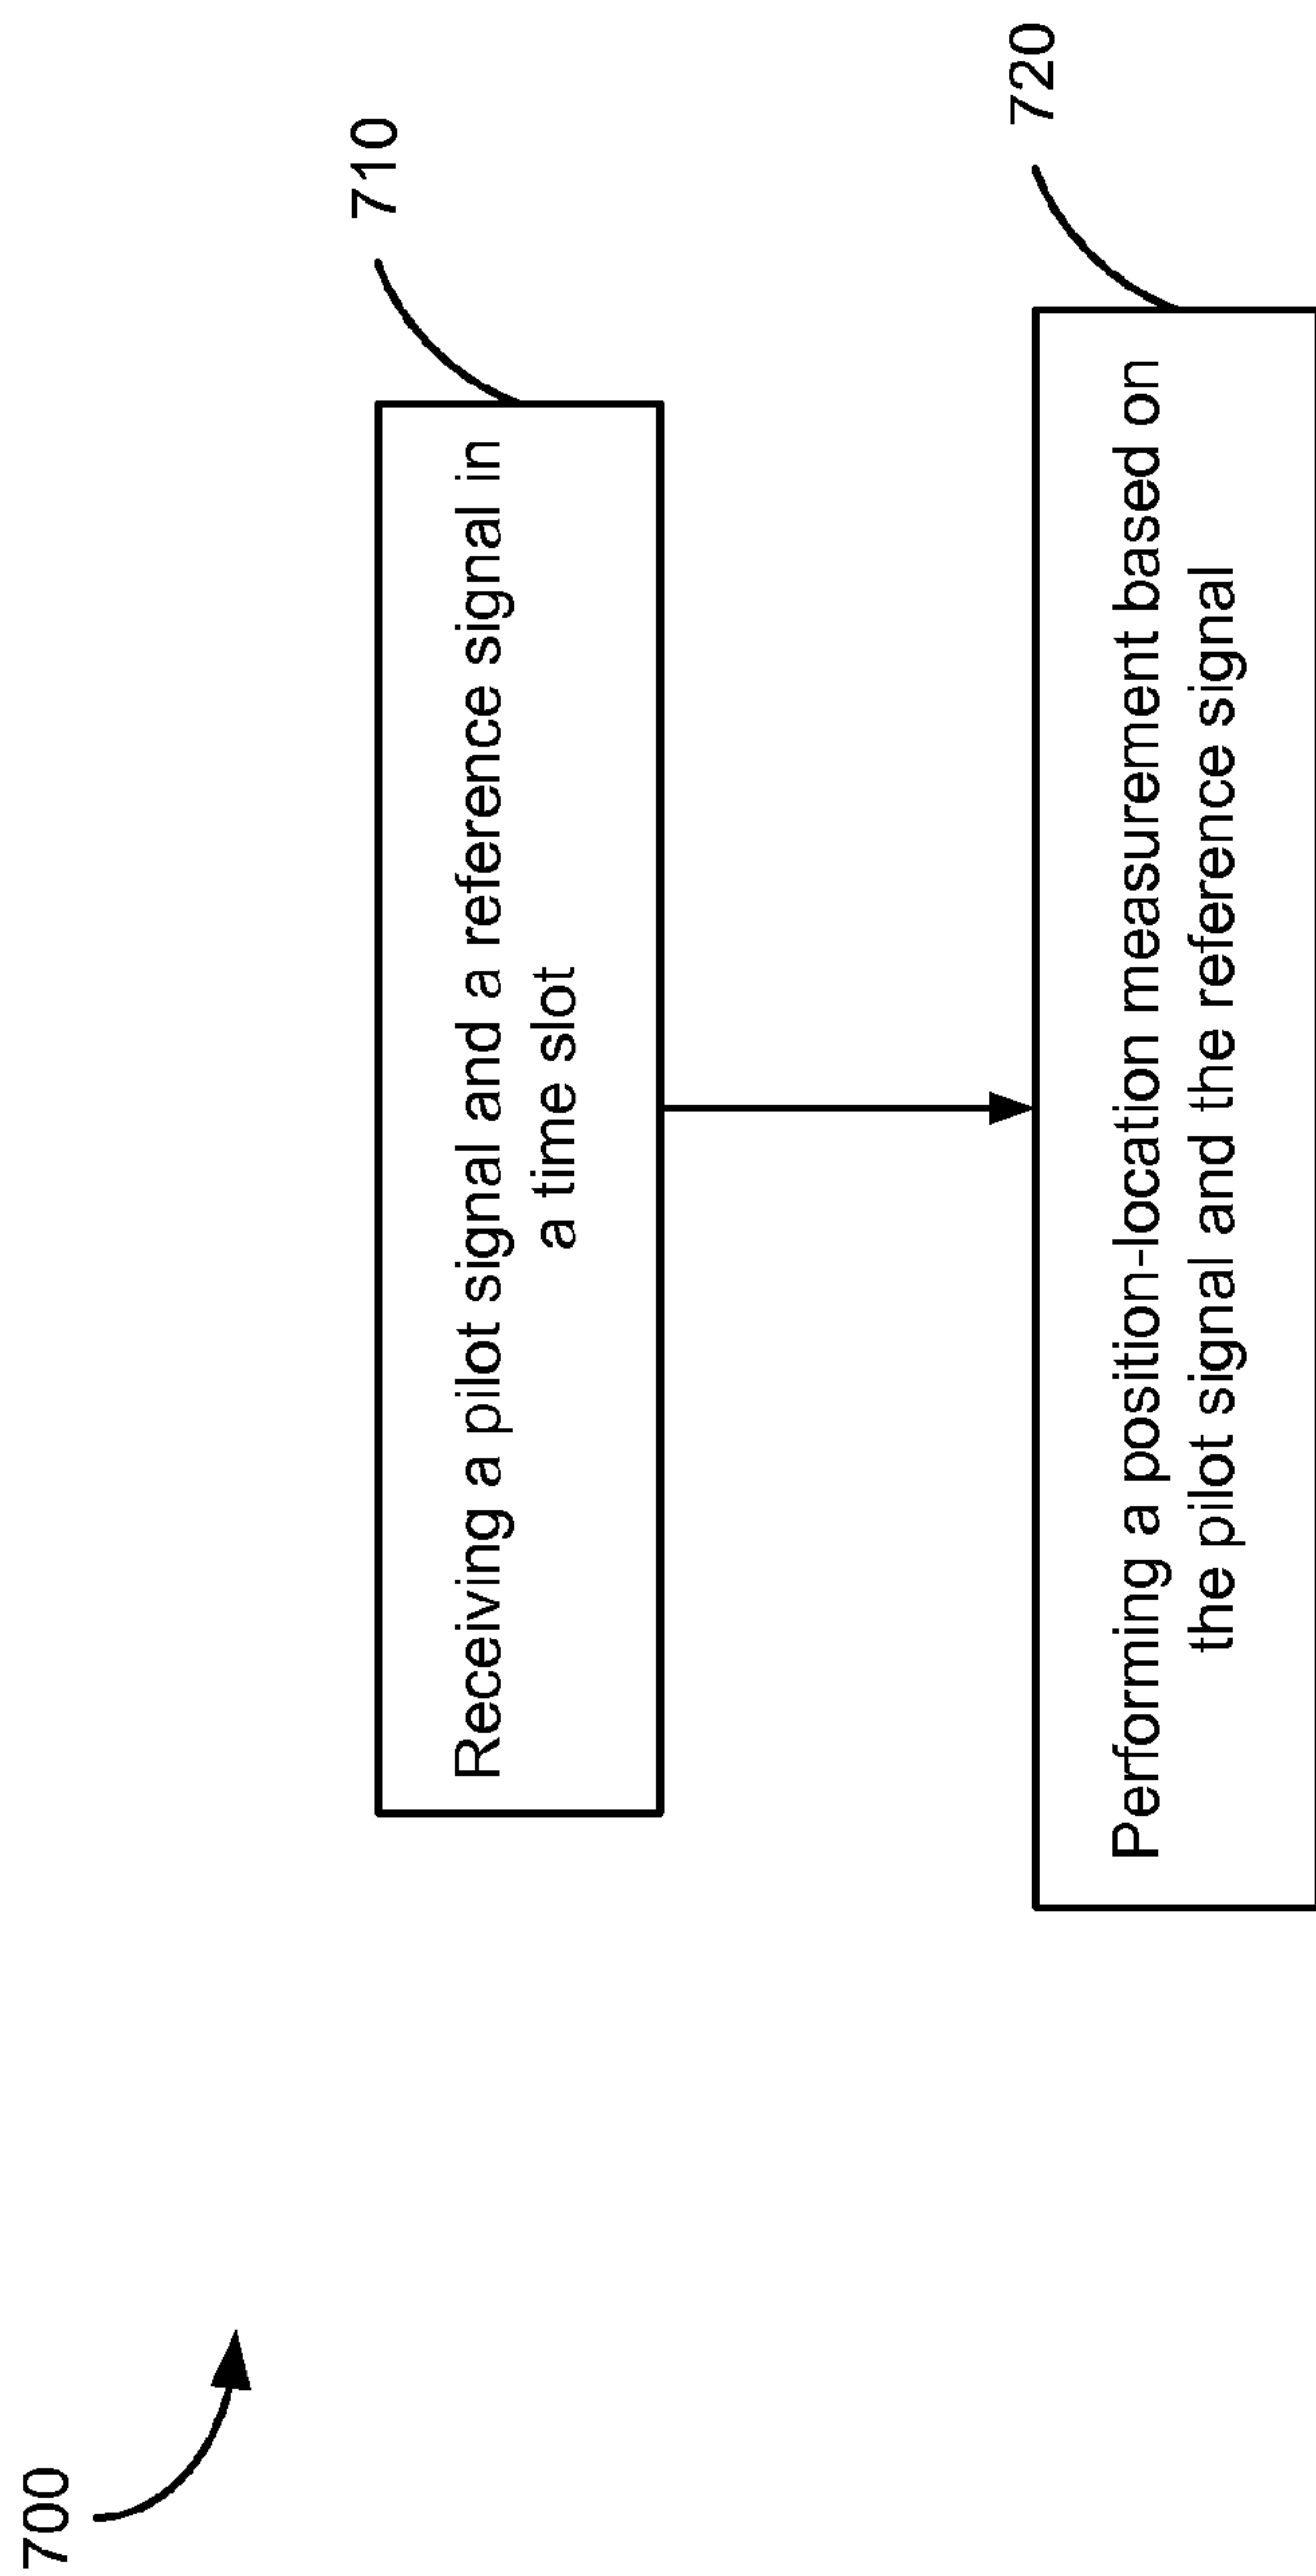 700
710
Receiving a pilot signal and a reference signal in
a time slot
720
Performing a position-location measurement based on
the pilot signal and the reference signal